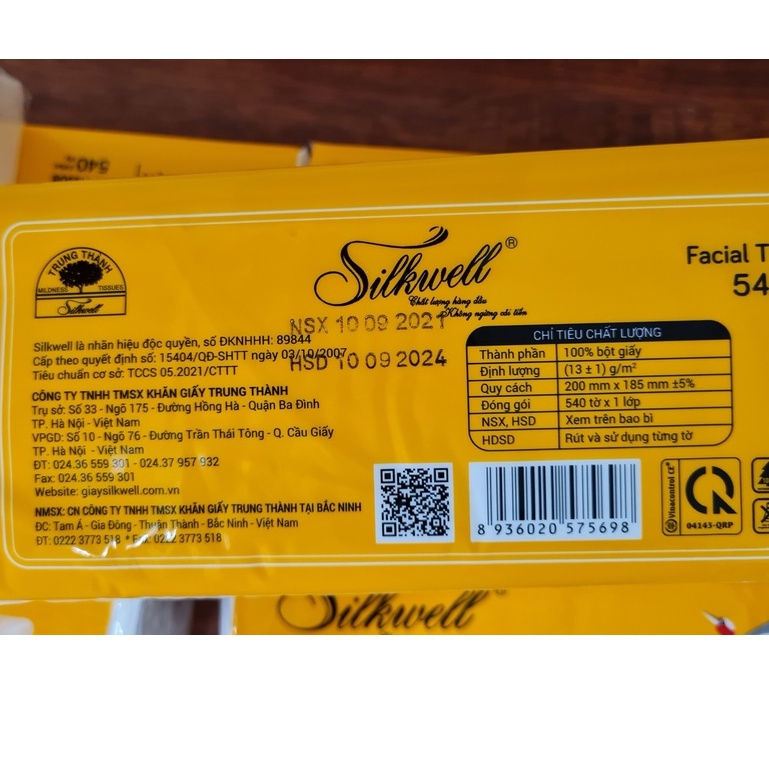 540
TRUNG THÀNH
MILDNESS TISSUES
Silkwell
Silkwell®
Chất lượng hàng đầu
Không ngừng cải tiến
Facial T
54
NSX 10 09 2021
HSD 10 09 2024
Silkwell là nhãn hiệu độc quyền, số ĐKNHHH: 89844
Cấp theo quyết định số: 15404/QĐ-SHTT ngày 03/10/2007
Tiêu chuẩn cơ sở: TCCS 05.2021/CTTT
CÔNG TY TNHH TMSX KHĂN GIẤY TRUNG THÀNH
Trụ sở: Số 33 - Ngõ 175 - Đường Hồng Hà - Quận Ba Đình
TP. Hà Nội - Việt Nam
VPGD: Số 10 - Ngõ 76 - Đường Trần Thái Tông - Q. Cầu Giấy
TP. Hà Nội - Việt Nam
ĐT: 024.36 559 301 - 024.37 957 932
Fax: 024.36 559 301
Website: giaysilkwell.com.vn
NMSX: CN CÔNG TY TNHH TMSX KHĂN GIẤY TRUNG THÀNH TẠI BẮC NINH
ĐC: Tam Á - Gia Đông - Thuận Thành - Bắc Ninh - Việt Nam
ĐT: 0222 3773 518 * Fax: 0222 3773 518
CHỈ TIÊU CHẤT LƯỢNG
Thành phần 100% bột giấy
Định lượng (13 ± 1) g/m²
Quy cách 200 mm x 185 mm ±5%
Đóng gói 540 tờ x 1 lớp
NSX, HSD Xem trên bao bì
HDSD Rút và sử dụng từng tờ
8 936020 575698
Vinacontrol CE
04143-QRP
Silkwell®